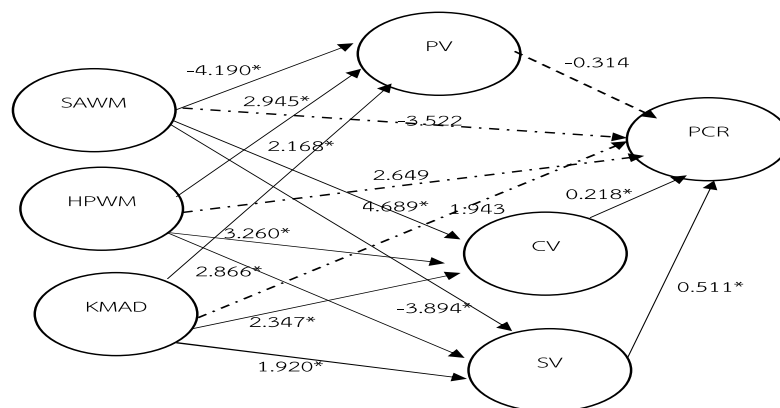 PV
-0.314
-4.190*
SAWM
2.945*
-3.522
PCR
2.168*
HPWM
2.649
4.689*
1.943
0.218*
3.260*
CV
2.866*
0.511*
KMAD
2.347*
-3.894*
1.920*
SV